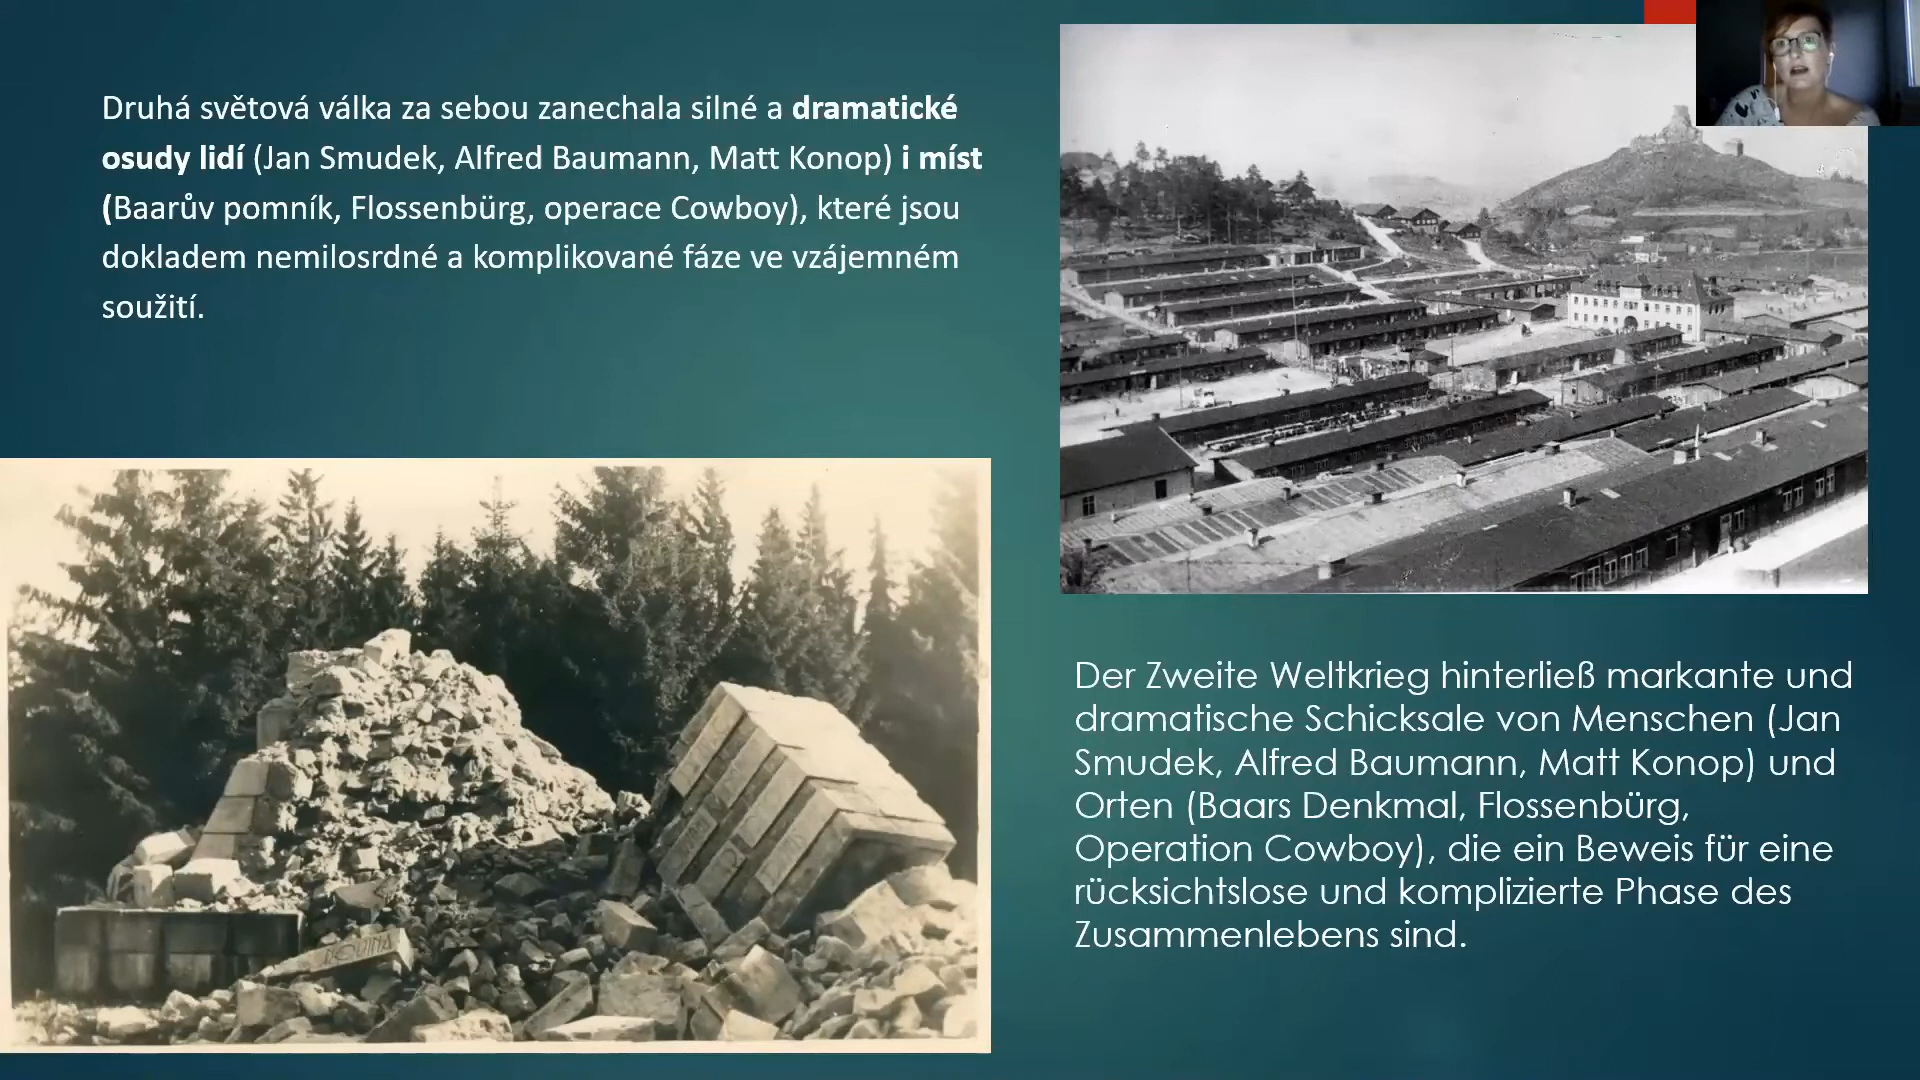 Druhá světová válka za sebou zanechala silné a dramatické
osudy lidí (Jan Smudek, Alfred Baumann, Matt Konop) i míst
(Baarův pomník, Flossenbürg, operace Cowboy), které jsou
dokladem nemilosrdné a komplikované fáze ve vzájemném
soužití.
Der Zweite Weltkrieg hinterließ markante und
dramatische Schicksale von Menschen (Jan
Smudek, Alfred Baumann, Matt Konop) und
Orten (Baars Denkmal, Flossenbürg,
Operation Cowboy), die ein Beweis für eine
rücksichtslose und komplizierte Phase des
Zusammenlebens sind.